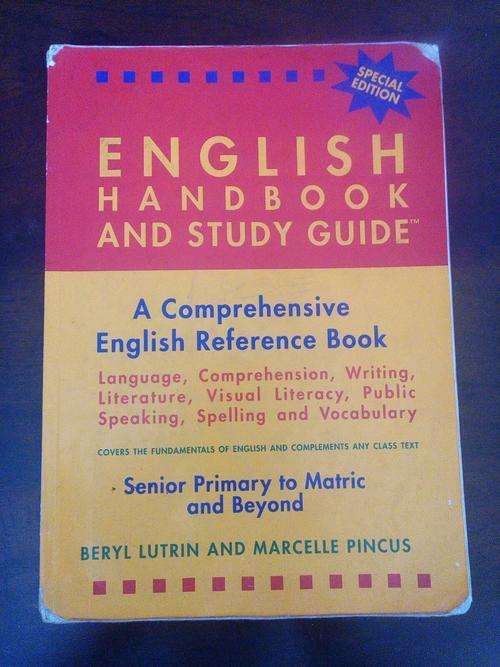 SPECIAL
EDITION
ENGLISH
HANDBOOK
AND STUDY GUIDE™
A Comprehensive
English Reference Book
Language, Comprehension, Writing,
Literature, Visual Literacy, Public
Speaking, Spelling and Vocabulary
COVERS THE FUNDAMENTALS OF ENGLISH AND COMPLEMENTS ANY CLASS TEXT
Senior Primary to Matric
and Beyond
BERYL LUTRIN AND MARCELLE PINCUS